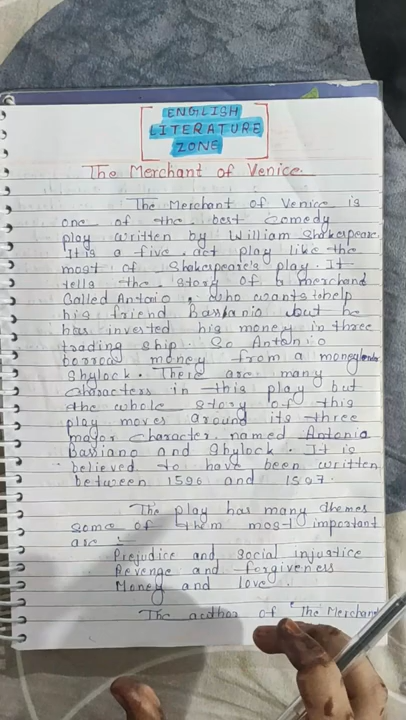 ENGLISH
LITERATURE
ZONE
The Merchant of Venice.
The Merchant of Venice is
one of the best Comedy
play written by William Shakespeare.
It is a five act play like the
most of Shakespeare's play. It
tells the story of a merchand
Called Antonio. Who wants to help
his friend Bassanio but he
has invested his money in three
trading ship. So Antonio
borrow money from a moneylender
Shylock. There are many
characters in this play but
the whole story of this
play moves around its three
major character named Antonio
Bassiano and Shylock. It is
believed to have been written
between 1596 and 1597.
The play has many themes
some of them most important
are :-
Prejudice and social injustice
Revenge and forgiveness
Money and love.
The author of "The Merchand